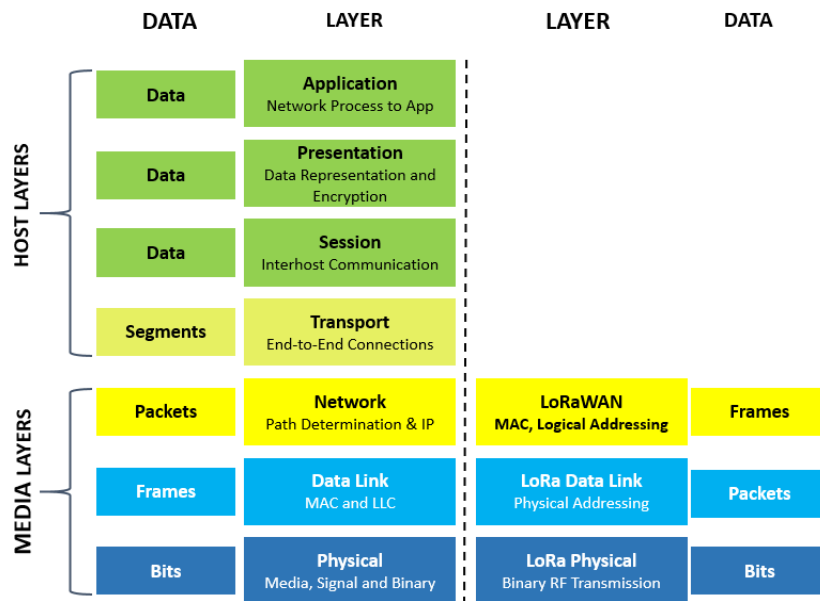 DATA LAYER LAYER DATA
HOST LAYERS
Data
Application
Network Process to App
Data
Presentation
Data Representation and
Encryption
Data
Session
Interhost Communication
Segments
Transport
End-to-End Connections
MEDIA LAYERS
Packets
Network
Path Determination & IP
LoRaWAN
MAC, Logical Addressing
Frames
Frames
Data Link
MAC and LLC
LoRa Data Link
Physical Addressing
Packets
Bits
Physical
Media, Signal and Binary
LoRa Physical
Binary RF Transmission
Bits